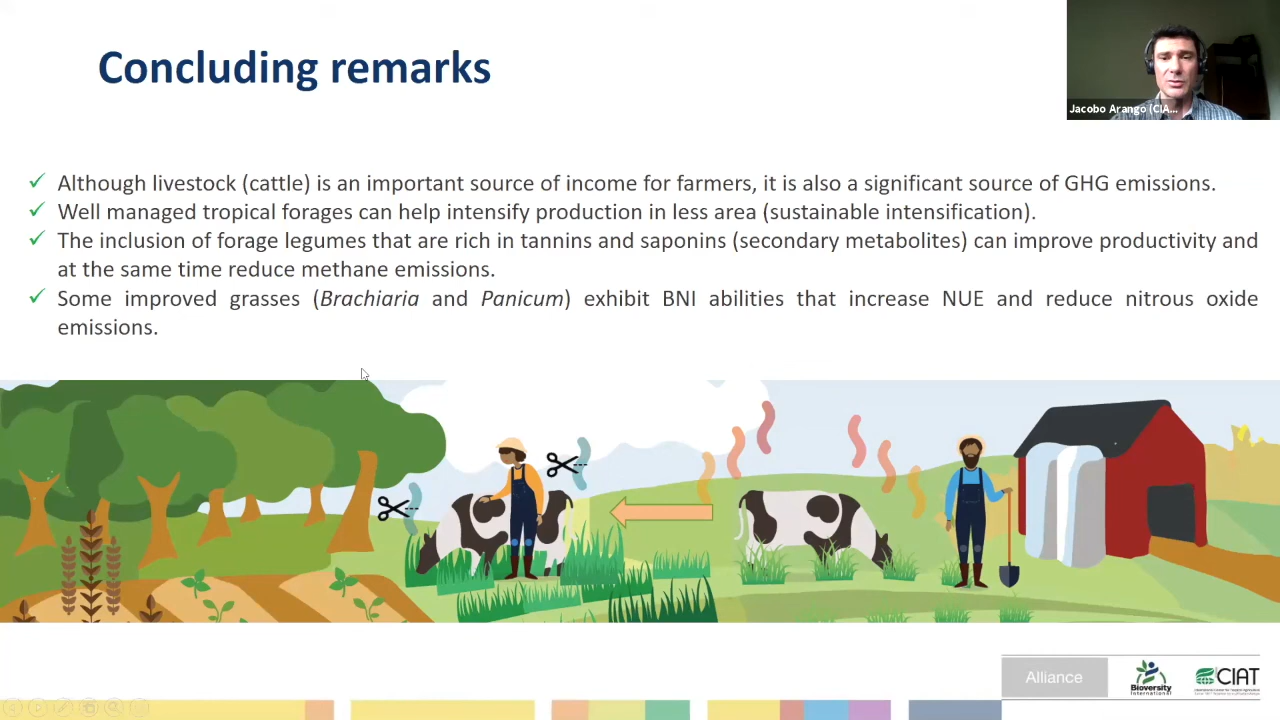 Concluding remarks
Jacobo Arango (CIA...
✓ Although livestock (cattle) is an important source of income for farmers, it is also a significant source of GHG emissions.
✓ Well managed tropical forages can help intensify production in less area (sustainable intensification).
✓ The inclusion of forage legumes that are rich in tannins and saponins (secondary metabolites) can improve productivity and
at the same time reduce methane emissions.
✓ Some improved grasses (Brachiaria and Panicum) exhibit BNI abilities that increase NUE and reduce nitrous oxide
emissions.
Alliance
Bioversity
International
CIAT